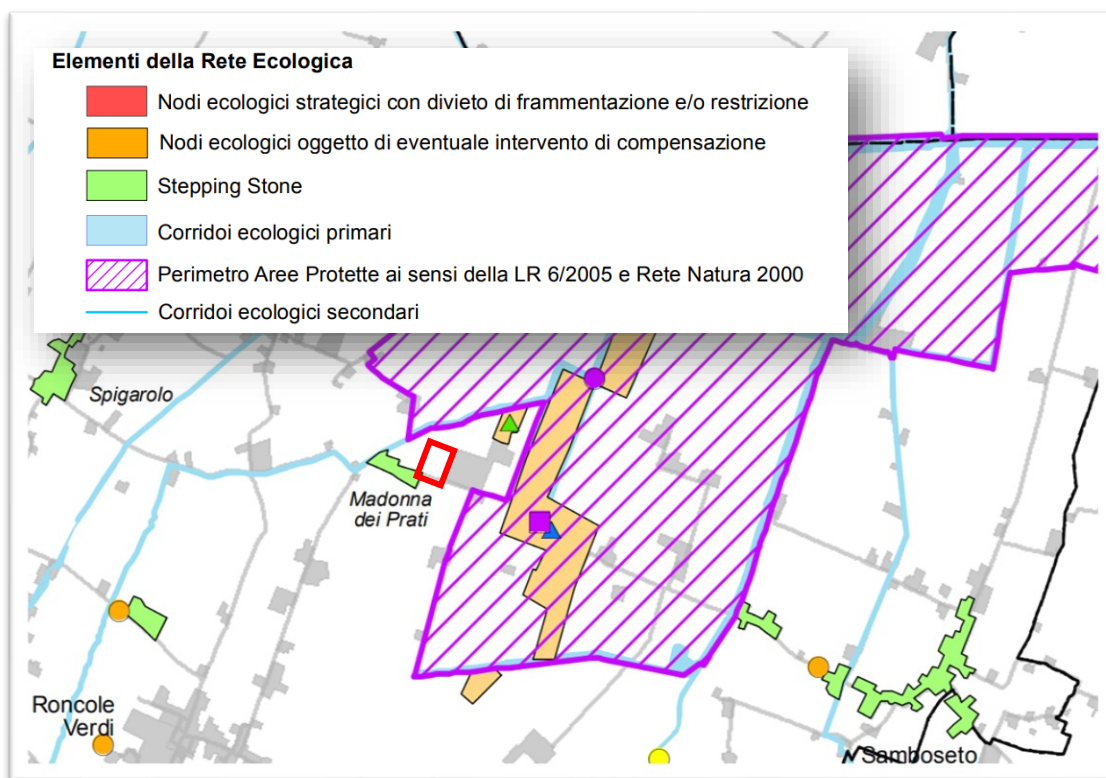 Elementi della Rete Ecologica
Nodi ecologici strategici con divieto di frammentazione e/o restrizione
Nodi ecologici oggetto di eventuale intervento di compensazione
Stepping Stone
Corridoi ecologici primari
Perimetro Aree Protette ai sensi della LR 6/2005 e Rete Natura 2000
Corridoi ecologici secondari
Spigarolo
Madonna
dei Prati
Roncole
Verdi
Samboseto